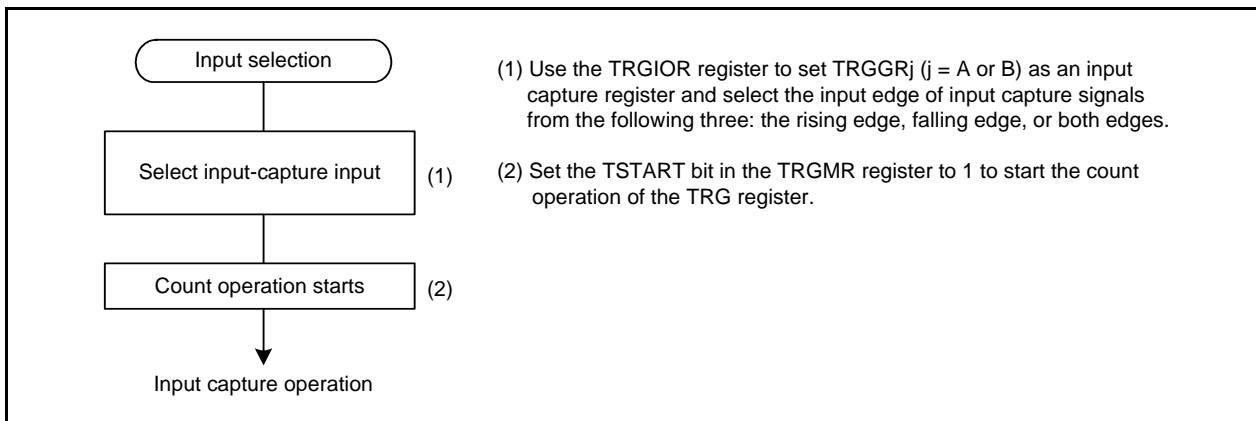 Input selection
Select input-capture input
(1)
Count operation starts
(2)
Input capture operation
(1) Use the TRGIOR register to set TRGGRj (j = A or B) as an input
capture register and select the input edge of input capture signals
from the following three: the rising edge, falling edge, or both edges.
(2) Set the TSTART bit in the TRGMR register to 1 to start the count
operation of the TRG register.